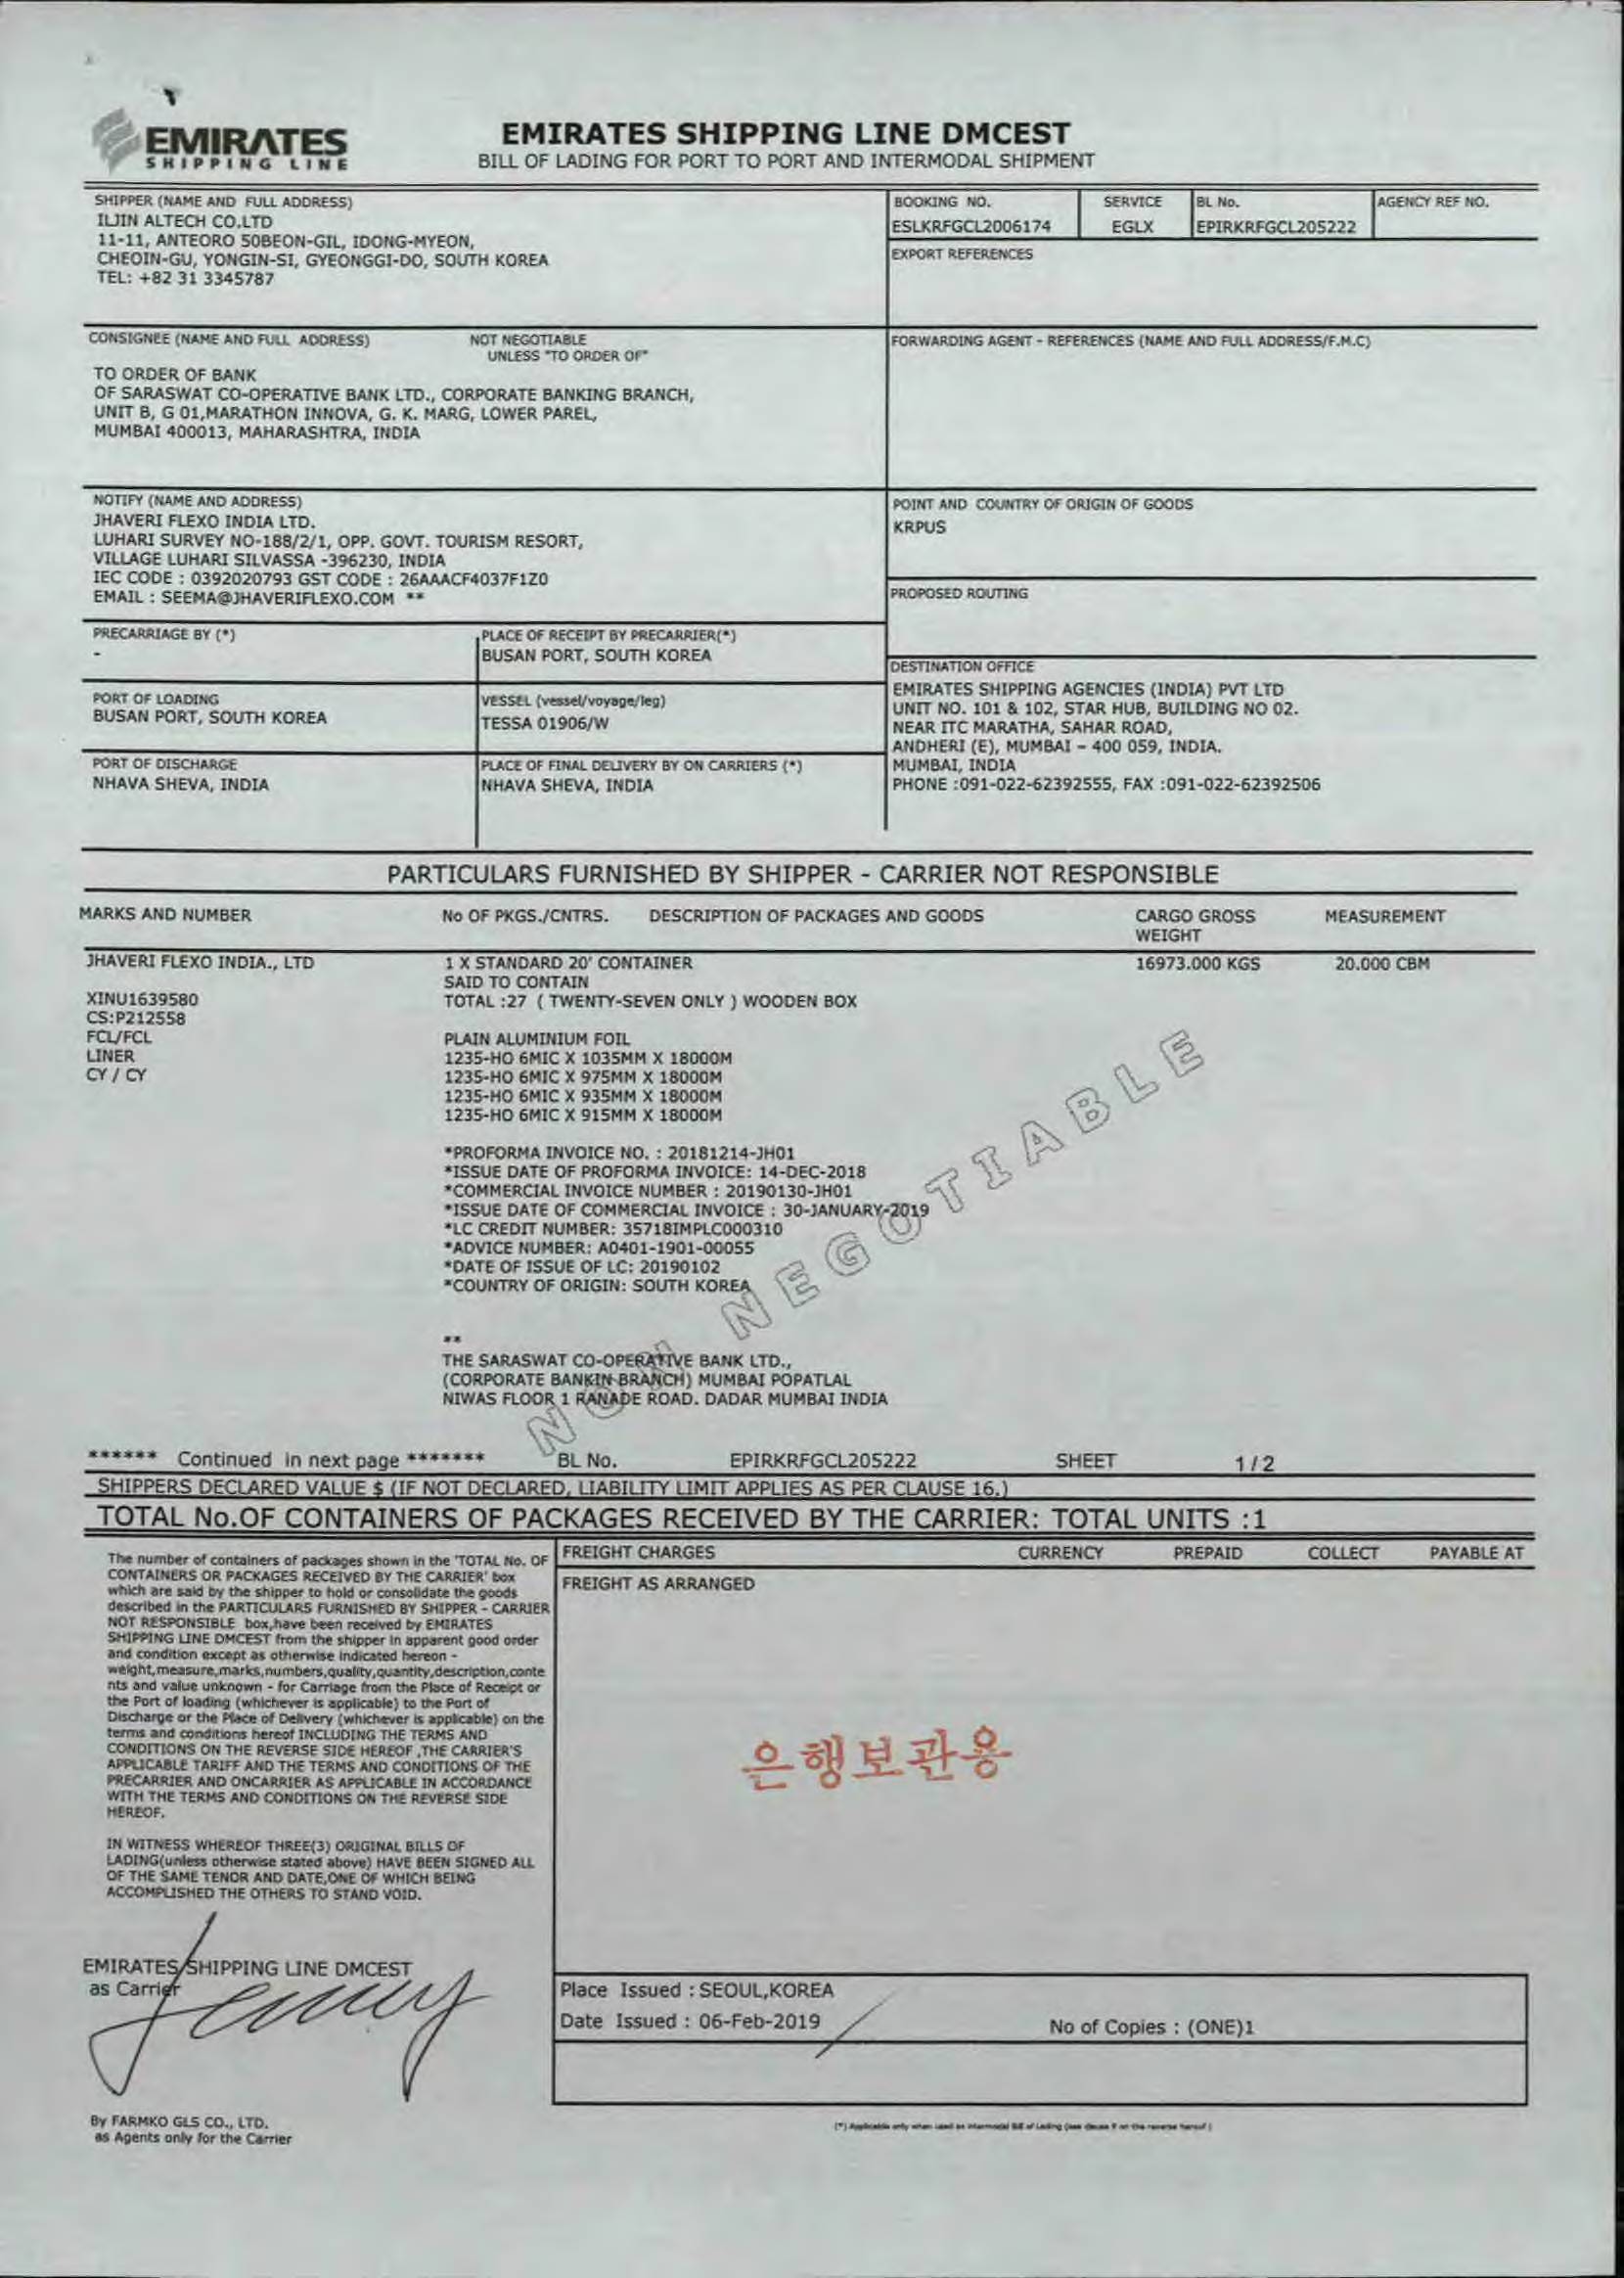 EMIRATES
SHIPPING LINE
EMIRATES SHIPPING LINE DMCEST
BILL OF LADING FOR PORT TO PORT AND INTERMODAL SHIPMENT
SHIPPER (NAME AND FULL ADDRESS)
ILJIN ALTECH CO.LTD
11-11, ANTEORO 50BEON-GIL, IDONG-MYEON,
CHEOIN-GU, YONGIN-SI, GYEONGGI-DO, SOUTH KOREA
TEL: +82 31 3345787
BOOKING NO.
ESLKRFGCL2006174
SERVICE
EGLX
BL No.
EPIRKRFGCL205222
AGENCY REF NO.
EXPORT REFERENCES
CONSIGNEE (NAME AND FULL ADDRESS) NOT NEGOTIABLE
UNLESS "TO ORDER OF"
TO ORDER OF BANK
OF SARASWAT CO-OPERATIVE BANK LTD., CORPORATE BANKING BRANCH,
UNIT B, G 01,MARATHON INNOVA, G. K. MARG, LOWER PAREL,
MUMBAI 400013, MAHARASHTRA, INDIA
FORWARDING AGENT - REFERENCES (NAME AND FULL ADDRESS/F.M.C)
NOTIFY (NAME AND ADDRESS)
JHAVERI FLEXO INDIA LTD.
LUHARI SURVEY NO-188/2/1, OPP. GOVT. TOURISM RESORT,
VILLAGE LUHARI SILVASSA -396230, INDIA
IEC CODE : 0392020793 GST CODE : 26AAACF4037F1Z0
EMAIL : SEEMA@JHAVERIFLEXO.COM **
POINT AND COUNTRY OF ORIGIN OF GOODS
KRPUS
PROPOSED ROUTING
PRECARRIAGE BY (*)
-
PLACE OF RECEIPT BY PRECARRIER(*)
BUSAN PORT, SOUTH KOREA
PORT OF LOADING
BUSAN PORT, SOUTH KOREA
VESSEL (vessel/voyage/leg)
TESSA 01906/W
PORT OF DISCHARGE
NHAVA SHEVA, INDIA
PLACE OF FINAL DELIVERY BY ON CARRIERS (*)
NHAVA SHEVA, INDIA
DESTINATION OFFICE
EMIRATES SHIPPING AGENCIES (INDIA) PVT LTD
UNIT NO. 101 & 102, STAR HUB, BUILDING NO 02.
NEAR ITC MARATHA, SAHAR ROAD,
ANDHERI (E), MUMBAI – 400 059, INDIA.
MUMBAI, INDIA
PHONE :091-022-62392555, FAX :091-022-62392506
PARTICULARS FURNISHED BY SHIPPER - CARRIER NOT RESPONSIBLE
MARKS AND NUMBER No OF PKGS./CNTRS. DESCRIPTION OF PACKAGES AND GOODS CARGO GROSS WEIGHT MEASUREMENT
JHAVERI FLEXO INDIA., LTD
XINU1639580
CS:P212558
FCL/FCL
LINER
CY / CY
1 X STANDARD 20' CONTAINER 16973.000 KGS 20.000 CBM
SAID TO CONTAIN
TOTAL :27 ( TWENTY-SEVEN ONLY ) WOODEN BOX
PLAIN ALUMINIUM FOIL
1235-HO 6MIC X 1035MM X 18000M
1235-HO 6MIC X 975MM X 18000M
1235-HO 6MIC X 935MM X 18000M
1235-HO 6MIC X 915MM X 18000M
*PROFORMA INVOICE NO. : 20181214-JH01
*ISSUE DATE OF PROFORMA INVOICE: 14-DEC-2018
*COMMERCIAL INVOICE NUMBER : 20190130-JH01
*ISSUE DATE OF COMMERCIAL INVOICE : 30-JANUARY-2019
*LC CREDIT NUMBER: 35718IMPLC000310
*ADVICE NUMBER: A0401-1901-00055
*DATE OF ISSUE OF LC: 20190102
*COUNTRY OF ORIGIN: SOUTH KOREA
NON NEGOTIABLE
**
THE SARASWAT CO-OPERATIVE BANK LTD.,
(CORPORATE BANKIN BRANCH) MUMBAI POPATLAL
NIWAS FLOOR 1 RANADE ROAD. DADAR MUMBAI INDIA
****** Continued in next page ******* BL No. EPIRKRFGCL205222 SHEET 1/2
SHIPPERS DECLARED VALUE $ (IF NOT DECLARED, LIABILITY LIMIT APPLIES AS PER CLAUSE 16.)
TOTAL No.OF CONTAINERS OF PACKAGES RECEIVED BY THE CARRIER: TOTAL UNITS :1
The number of containers of packages shown in the 'TOTAL No. OF
CONTAINERS OR PACKAGES RECEIVED BY THE CARRIER' box
which are said by the shipper to hold or consolidate the goods
described in the PARTICULARS FURNISHED BY SHIPPER - CARRIER
NOT RESPONSIBLE box,have been received by EMIRATES
SHIPPING LINE DMCEST from the shipper in apparent good order
and condition except as otherwise indicated hereon -
weight,measure,marks,numbers,quality,quantity,description,conte
nts and value unknown - for Carriage from the Place of Receipt or
the Port of loading (whichever is applicable) to the Port of
Discharge or the Place of Delivery (whichever is applicable) on the
terms and conditions hereof INCLUDING THE TERMS AND
CONDITIONS ON THE REVERSE SIDE HEREOF ,THE CARRIER'S
APPLICABLE TARIFF AND THE TERMS AND CONDITIONS OF THE
PRECARRIER AND ONCARRIER AS APPLICABLE IN ACCORDANCE
WITH THE TERMS AND CONDITIONS ON THE REVERSE SIDE
HEREOF.
IN WITNESS WHEREOF THREE(3) ORIGINAL BILLS OF
LADING(unless otherwise stated above) HAVE BEEN SIGNED ALL
OF THE SAME TENOR AND DATE,ONE OF WHICH BEING
ACCOMPLISHED THE OTHERS TO STAND VOID.
FREIGHT CHARGES CURRENCY PREPAID COLLECT PAYABLE AT
FREIGHT AS ARRANGED
은행보관용
EMIRATES SHIPPING LINE DMCEST
as Carrier
Place Issued : SEOUL,KOREA
Date Issued : 06-Feb-2019
No of Copies : (ONE)1
By FARMKO GLS CO., LTD.
as Agents only for the Carrier
(*) Applicable only when used as Intermodal Bill of Lading